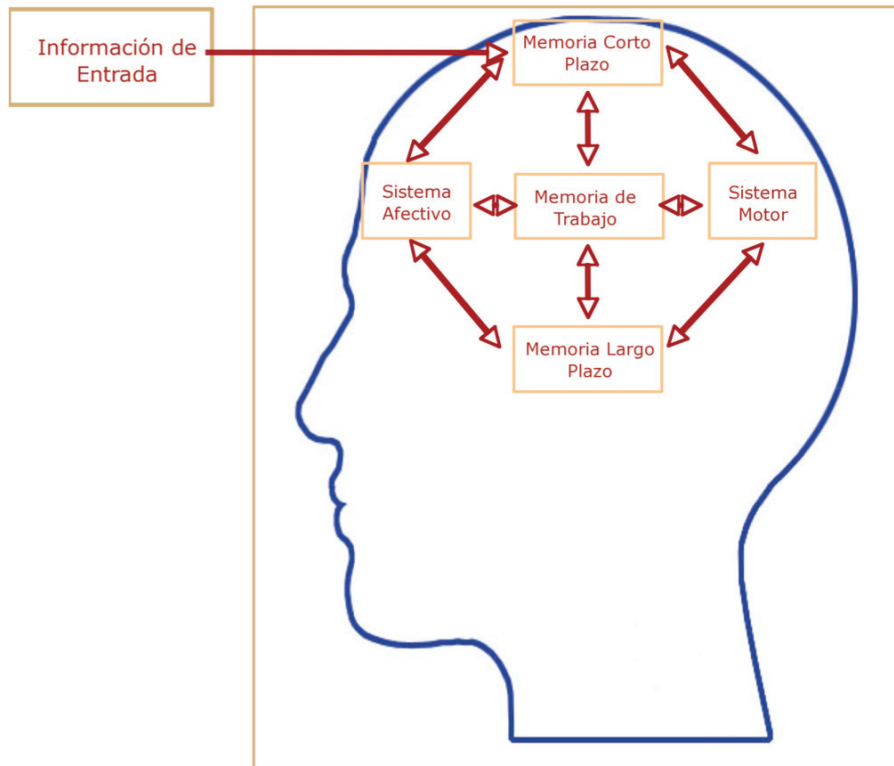 Información de
Entrada
Memoria Corto
Plazo
Sistema
Afectivo
Memoria de
Trabajo
Sistema
Motor
Memoria Largo
Plazo